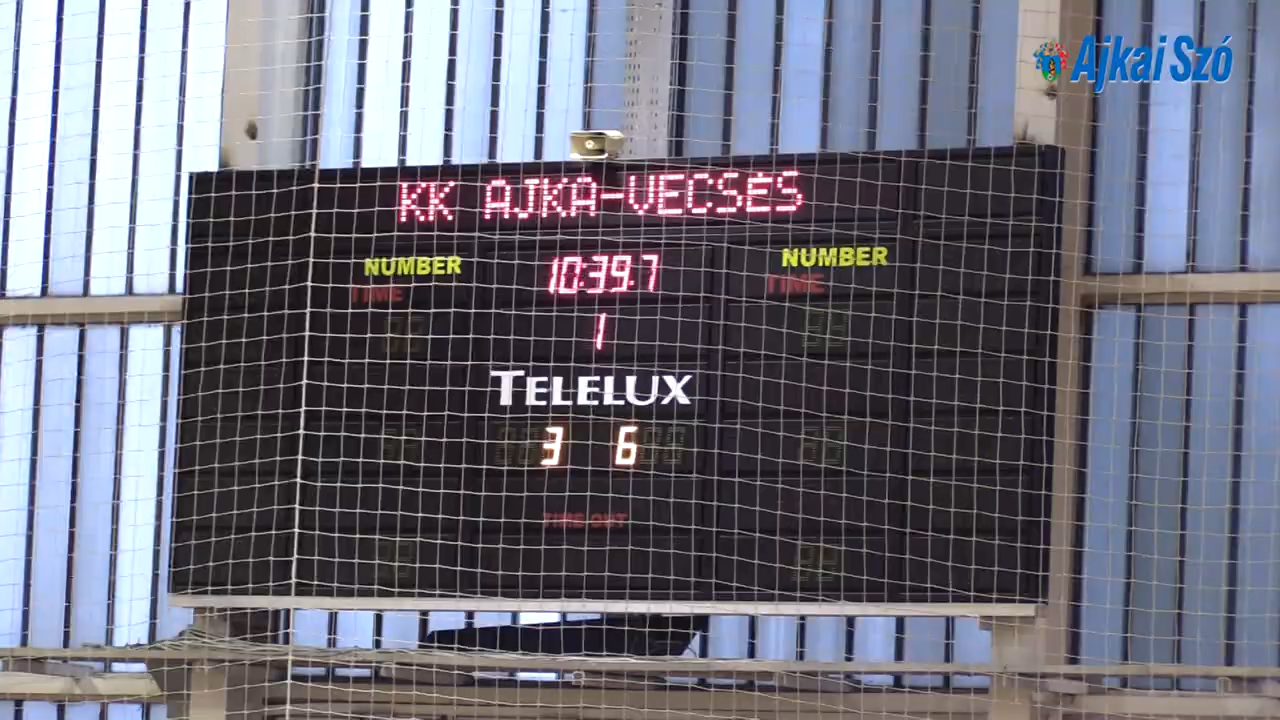 Ajkai Szó
KK AJKA-VECSÉS
NUMBER 10:39.7 NUMBER
TIME TIME
1
TELELUX
3 6
TIME OUT